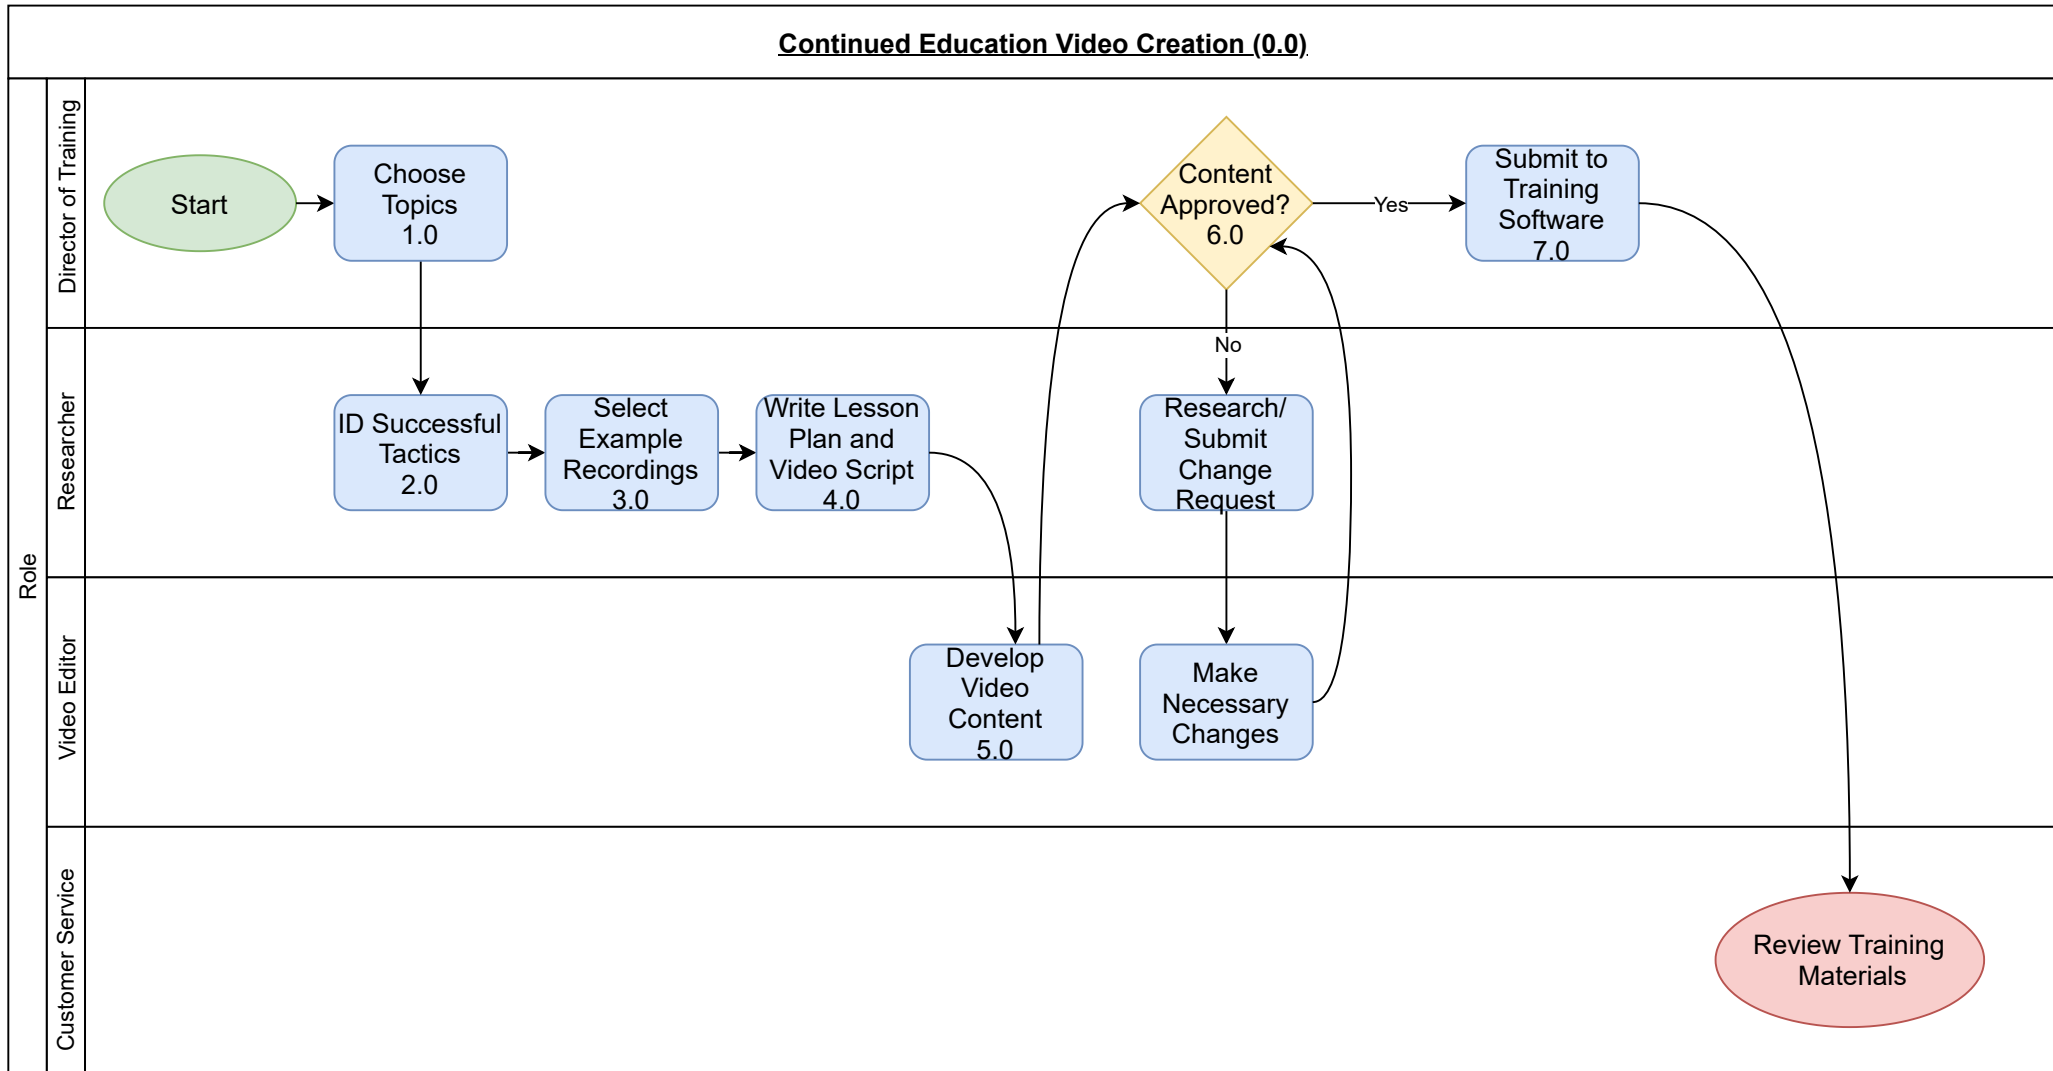 Continued Education Video Creation (0.0)
Role
Director of Training
Start
Choose
Topics
1.0
Content
Approved?
6.0
Yes
Submit to
Training
Software
7.0
No
Researcher
ID Successful
Tactics
2.0
Select
Example
Recordings
3.0
Write Lesson
Plan and
Video Script
4.0
Research/
Submit
Change
Request
Video Editor
Develop
Video
Content
5.0
Make
Necessary
Changes
Customer Service
Review Training
Materials